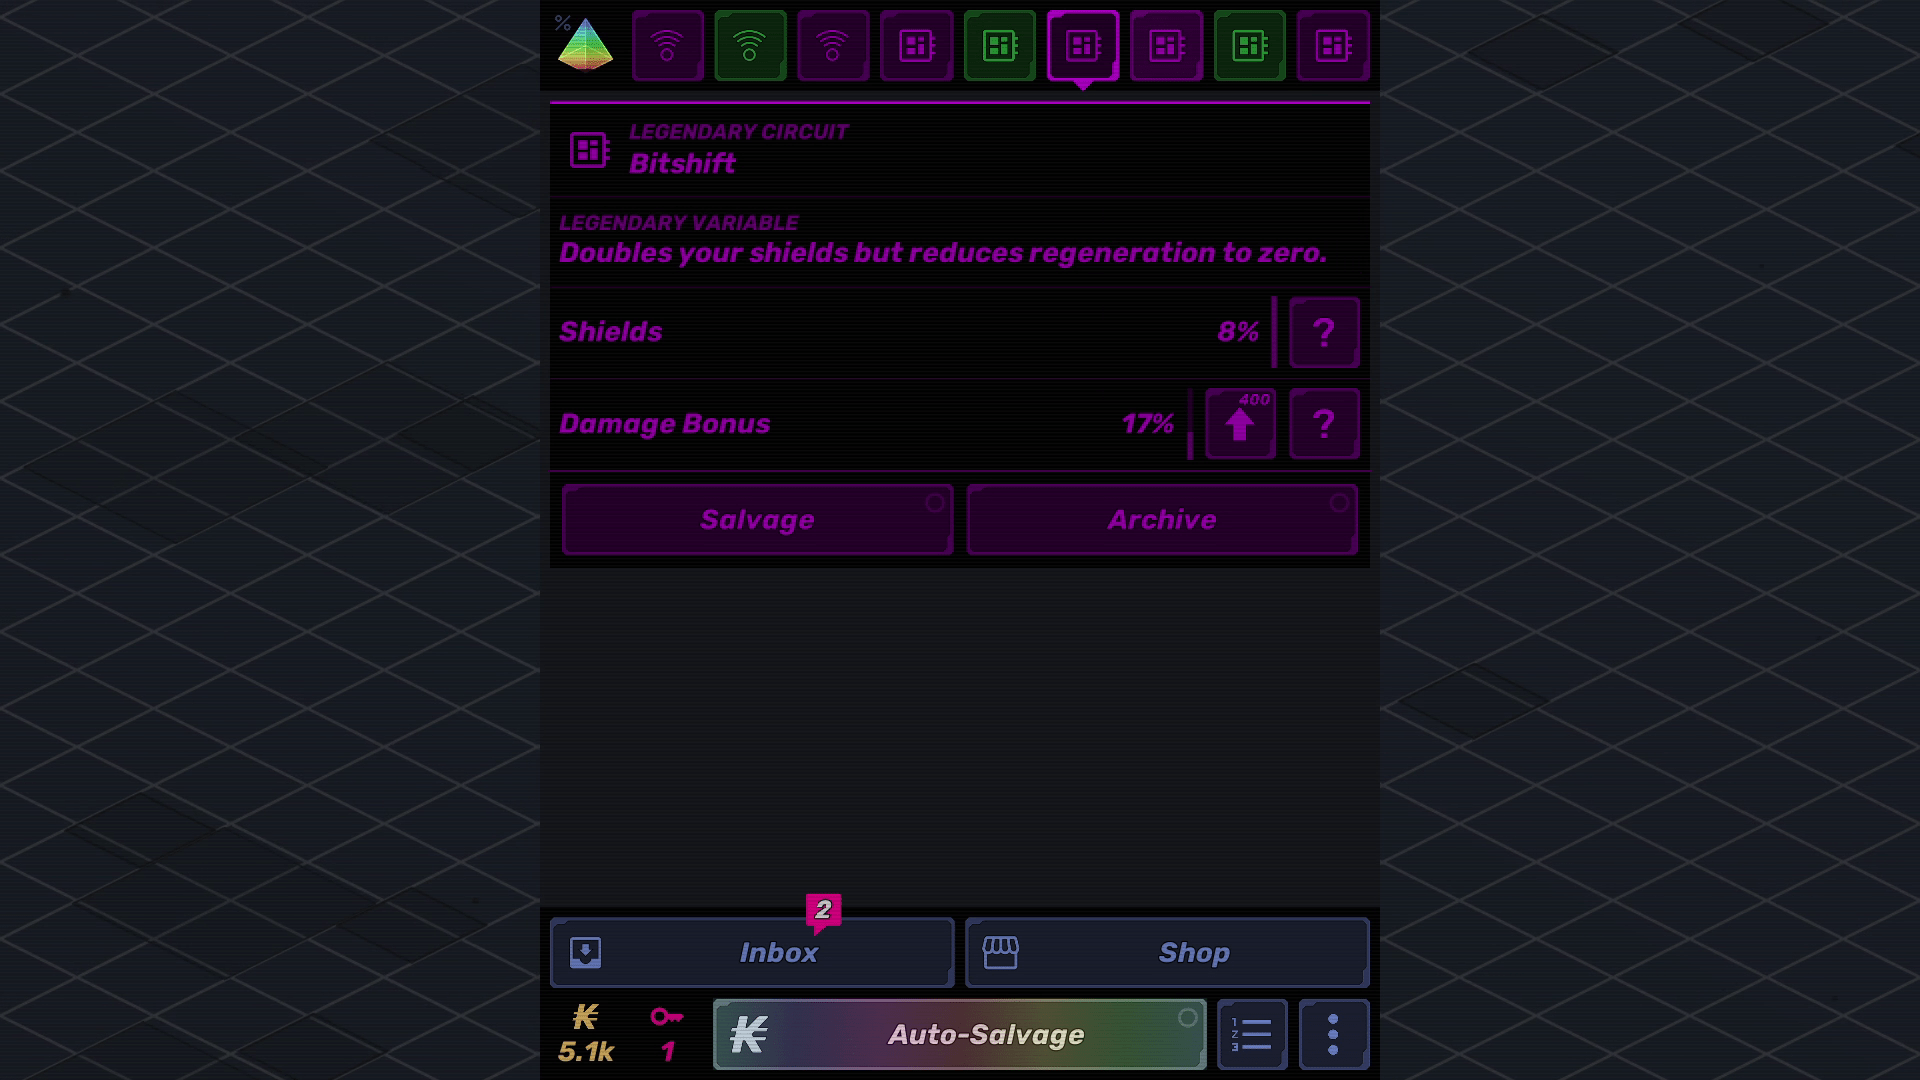 %
LEGENDARY CIRCUIT
Bitshift
LEGENDARY VARIABLE
Doubles your shields but reduces regeneration to zero.
Shields 8% ?
Damage Bonus 17% 400 ?
Salvage Archive
2
Inbox Shop
5.1k 1 Auto-Salvage
1
2
3